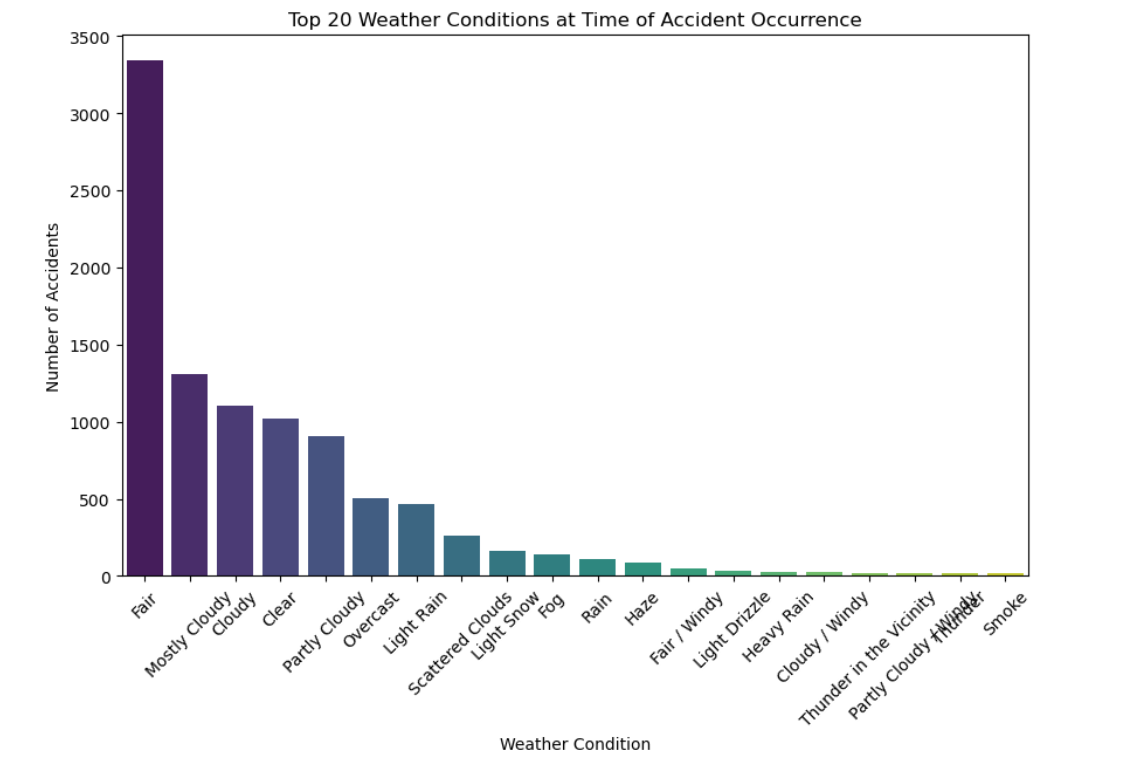 Top 20 Weather Conditions at Time of Accident Occurrence
Number of Accidents
3500
3000
2500
2000
1500
1000
500
0
Fair
Mostly Cloudy
Cloudy
Clear
Partly Cloudy
Overcast
Light Rain
Scattered Clouds
Light Snow
Fog
Rain
Haze
Fair / Windy
Light Drizzle
Heavy Rain
Cloudy / Windy
Thunder in the Vicinity
Partly Cloudy / Windy
Thunder
Smoke
Weather Condition